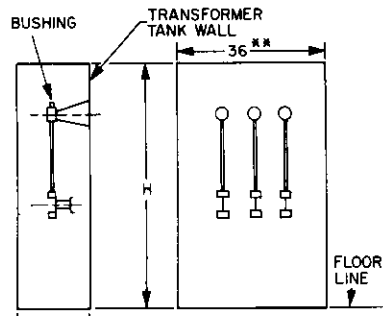 BUSHING
TRANSFORMER
TANK WALL
36**
H
FLOOR
LINE